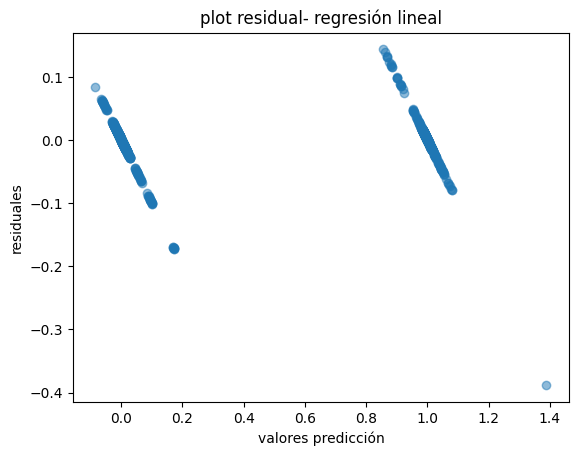 plot residual- regresión lineal
residuales
0.1
0.0
−0.1
−0.2
−0.3
−0.4
0.0 0.2 0.4 0.6 0.8 1.0 1.2 1.4
valores predicción